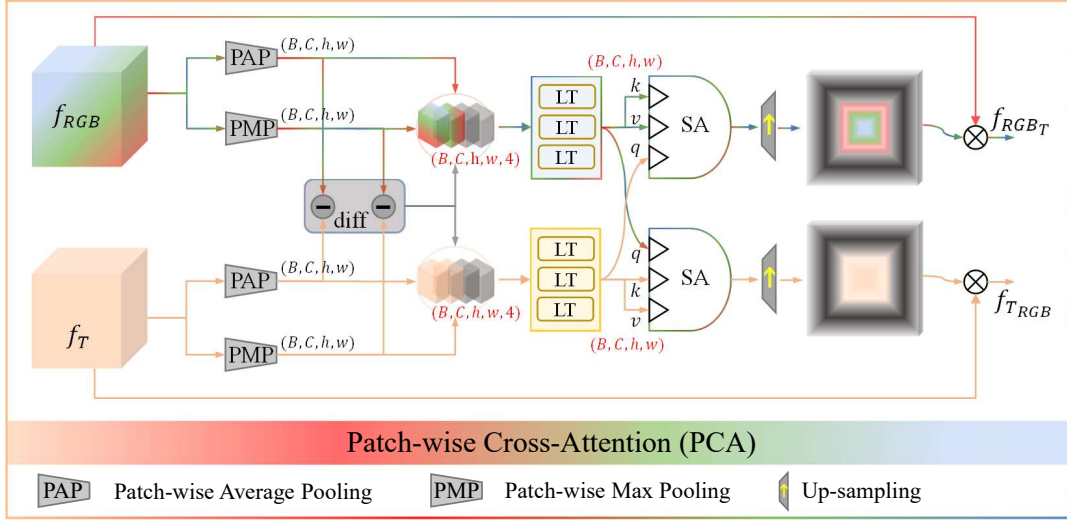 PAP
(B,C,h,w)
f_RGB
PMP
(B,C,h,w)
(B,C,h,w,4)
(B,C,h,w)
LT
LT
LT
k
v
q
SA
f_RGB_T
diff
PAP
(B,C,h,w)
f_T
PMP
(B,C,h,w)
(B,C,h,w,4)
LT
LT
LT
(B,C,h,w)
q
k
v
SA
f_T_RGB
Patch-wise Cross-Attention (PCA)
PAP Patch-wise Average Pooling PMP Patch-wise Max Pooling Up-sampling